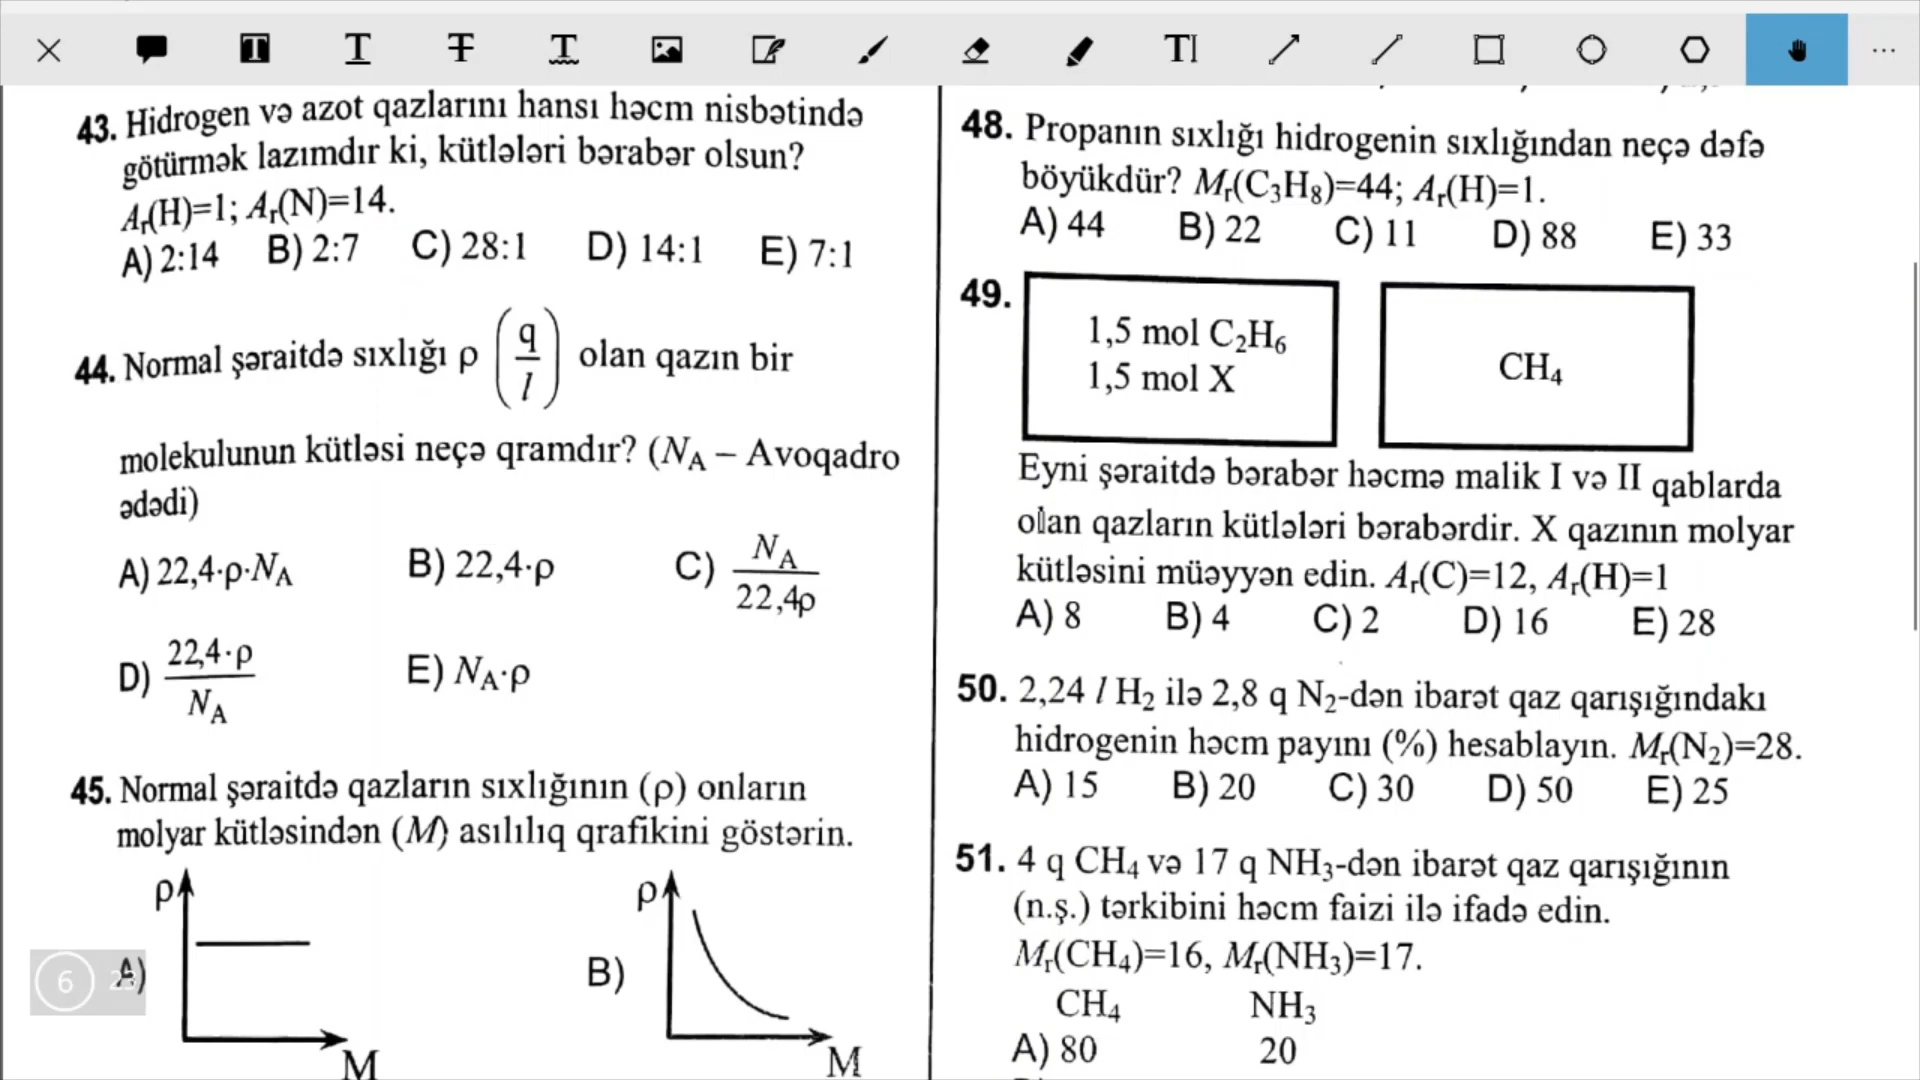 43. Hidrogen və azot qazlarını hansı həcm nisbətində
götürmək lazımdır ki, kütlələri bərabər olsun?
Aᵣ(H)=1; Aᵣ(N)=14.
A) 2:14 B) 2:7 C) 28:1 D) 14:1 E) 7:1
44. Normal şəraitdə sıxlığı ρ (q/l) olan qazın bir
molekulunun kütləsi neçə qramdır? (N_A – Avoqadro
ədədi)
A) 22,4·ρ·N_A B) 22,4·ρ C) N_A/22,4ρ
D) 22,4·ρ/N_A E) N_A·ρ
45. Normal şəraitdə qazların sıxlığının (ρ) onların
molyar kütləsindən (M) asılılıq qrafikini göstərin.
ρ ρ
A) B)
M M
6
48. Propanın sıxlığı hidrogenin sıxlığından neçə dəfə
böyükdür? Mᵣ(C₃H₈)=44; Aᵣ(H)=1.
A) 44 B) 22 C) 11 D) 88 E) 33
49.
1,5 mol C₂H₆
1,5 mol X
CH₄
Eyni şəraitdə bərabər həcmə malik I və II qablarda
olan qazların kütlələri bərabərdir. X qazının molyar
kütləsini müəyyən edin. Aᵣ(C)=12, Aᵣ(H)=1
A) 8 B) 4 C) 2 D) 16 E) 28
50. 2,24 l H₂ ilə 2,8 q N₂-dən ibarət qaz qarışığındakı
hidrogenin həcm payını (%) hesablayın. Mᵣ(N₂)=28.
A) 15 B) 20 C) 30 D) 50 E) 25
51. 4 q CH₄ və 17 q NH₃-dən ibarət qaz qarışığının
(n.ş.) tərkibini həcm faizi ilə ifadə edin.
Mᵣ(CH₄)=16, Mᵣ(NH₃)=17.
CH₄ NH₃
A) 80 20